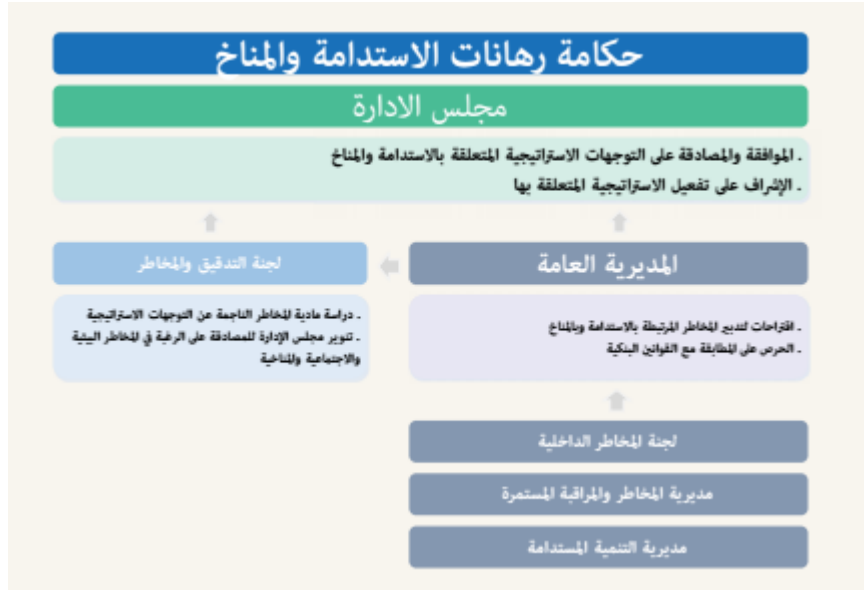 حكامة رهانات الاستدامة والمناخ
مجلس الادارة
. الموافقة والمصادقة على التوجهات الاستراتيجية المتعلقة بالاستدامة والمناخ
. الإشراف على تفعيل الاستراتيجية المتعلقة بها
المديرية العامة
. اقتراحات لتدبير المخاطر المرتبطة بالاستدامة وبالمناخ
. الحرص على المطابقة مع القوانين البنكية
لجنة التدقيق والمخاطر
. دراسة مادية المخاطر الناجمة عن التوجهات الاستراتيجية
. تنوير مجلس الإدارة للمصادقة على الرغبة في المخاطر البيئية
والاجتماعية والمناخية
لجنة المخاطر الداخلية
مديرية المخاطر والمراقبة المستمرة
مديرية التنمية المستدامة